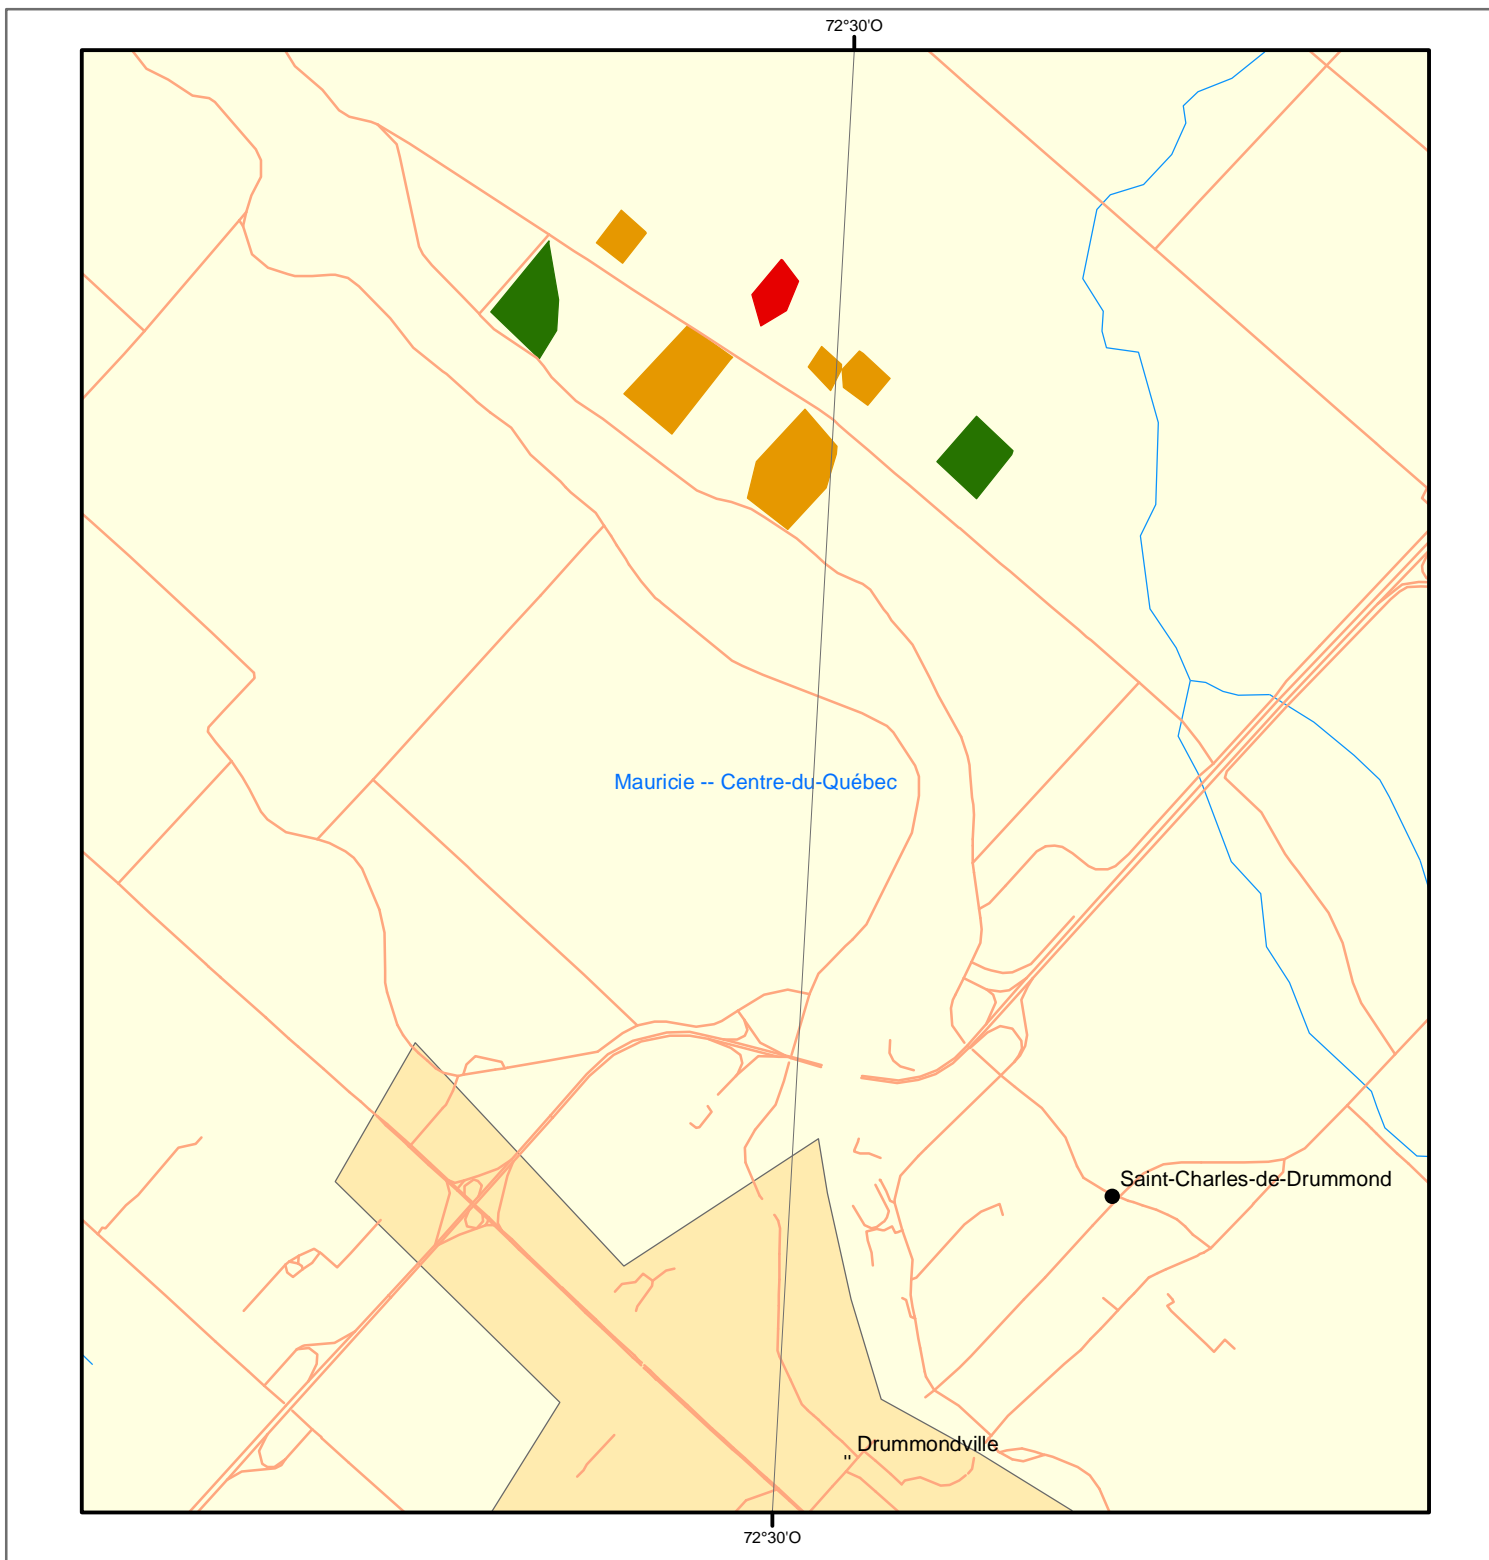 72°30'O
Mauricie -- Centre-du-Québec
Saint-Charles-de-Drummond
Drummondville
"
72°30'O